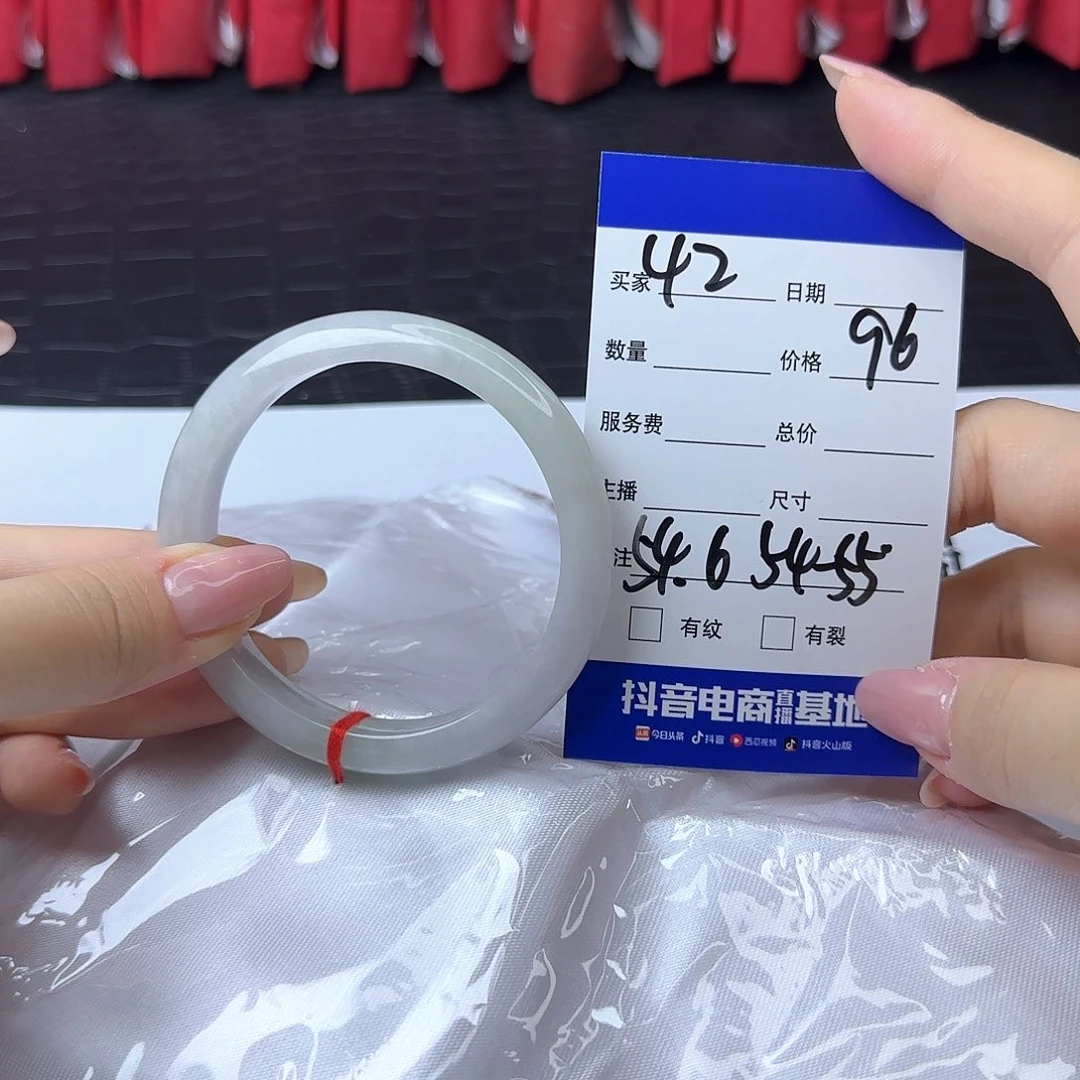 买家 42 日期
数量 价格 96
服务费 总价
主播 尺寸
注 54.6 54-55
有纹 有裂
抖音电商直播基地
头条 今日头条 抖音 西瓜视频 抖音火山版